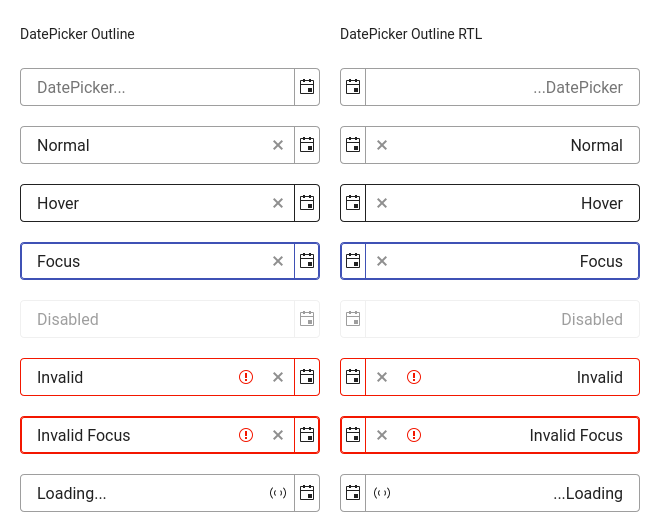 DatePicker Outline
DatePicker Outline RTL
DatePicker...
...DatePicker
Normal
Normal
Hover
Hover
Focus
Focus
Disabled
Disabled
Invalid
Invalid
Invalid Focus
Invalid Focus
Loading...
...Loading